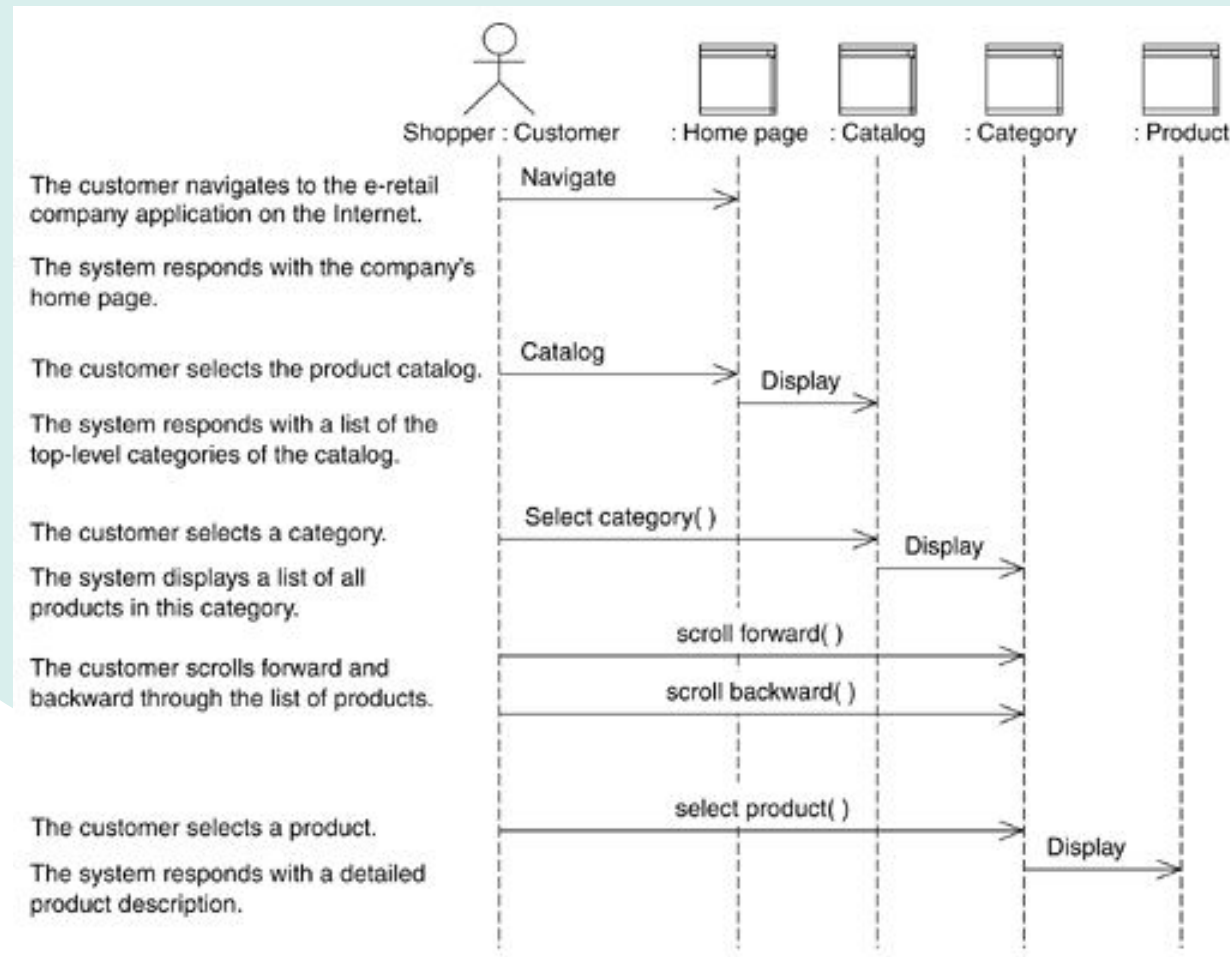 Shopper : Customer
: Home page
: Catalog
: Category
: Product
The customer navigates to the e-retail
company application on the Internet.
Navigate
The system responds with the company's
home page.
The customer selects the product catalog.
Catalog
Display
The system responds with a list of the
top-level categories of the catalog.
The customer selects a category.
Select category( )
Display
The system displays a list of all
products in this category.
scroll forward( )
The customer scrolls forward and
backward through the list of products.
scroll backward( )
The customer selects a product.
select product( )
Display
The system responds with a detailed
product description.